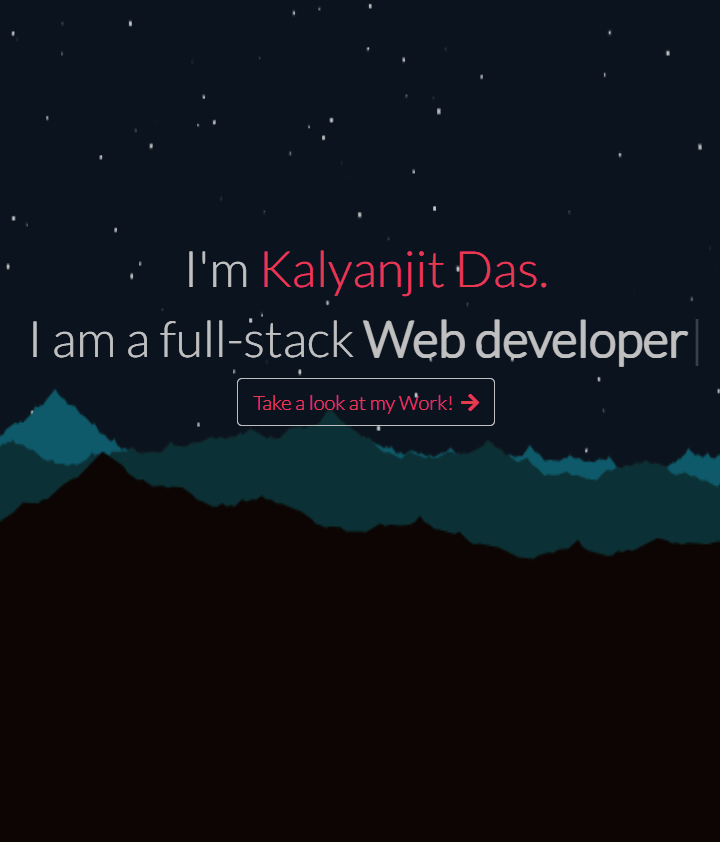 I'm Kalyanjit Das.
I am a full-stack Web developer
Take a look at my Work!